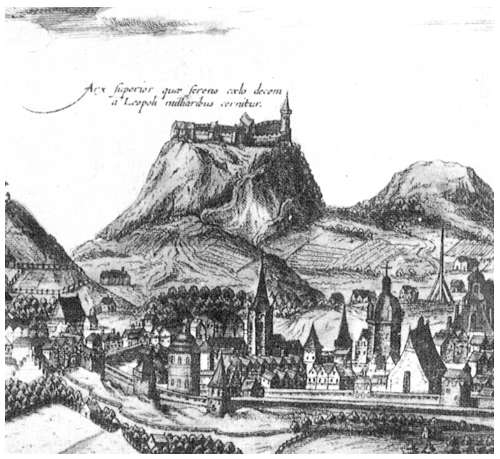 Arx superior quæ sereno cœlo decem
a Leopoli milliaribus cernitur.